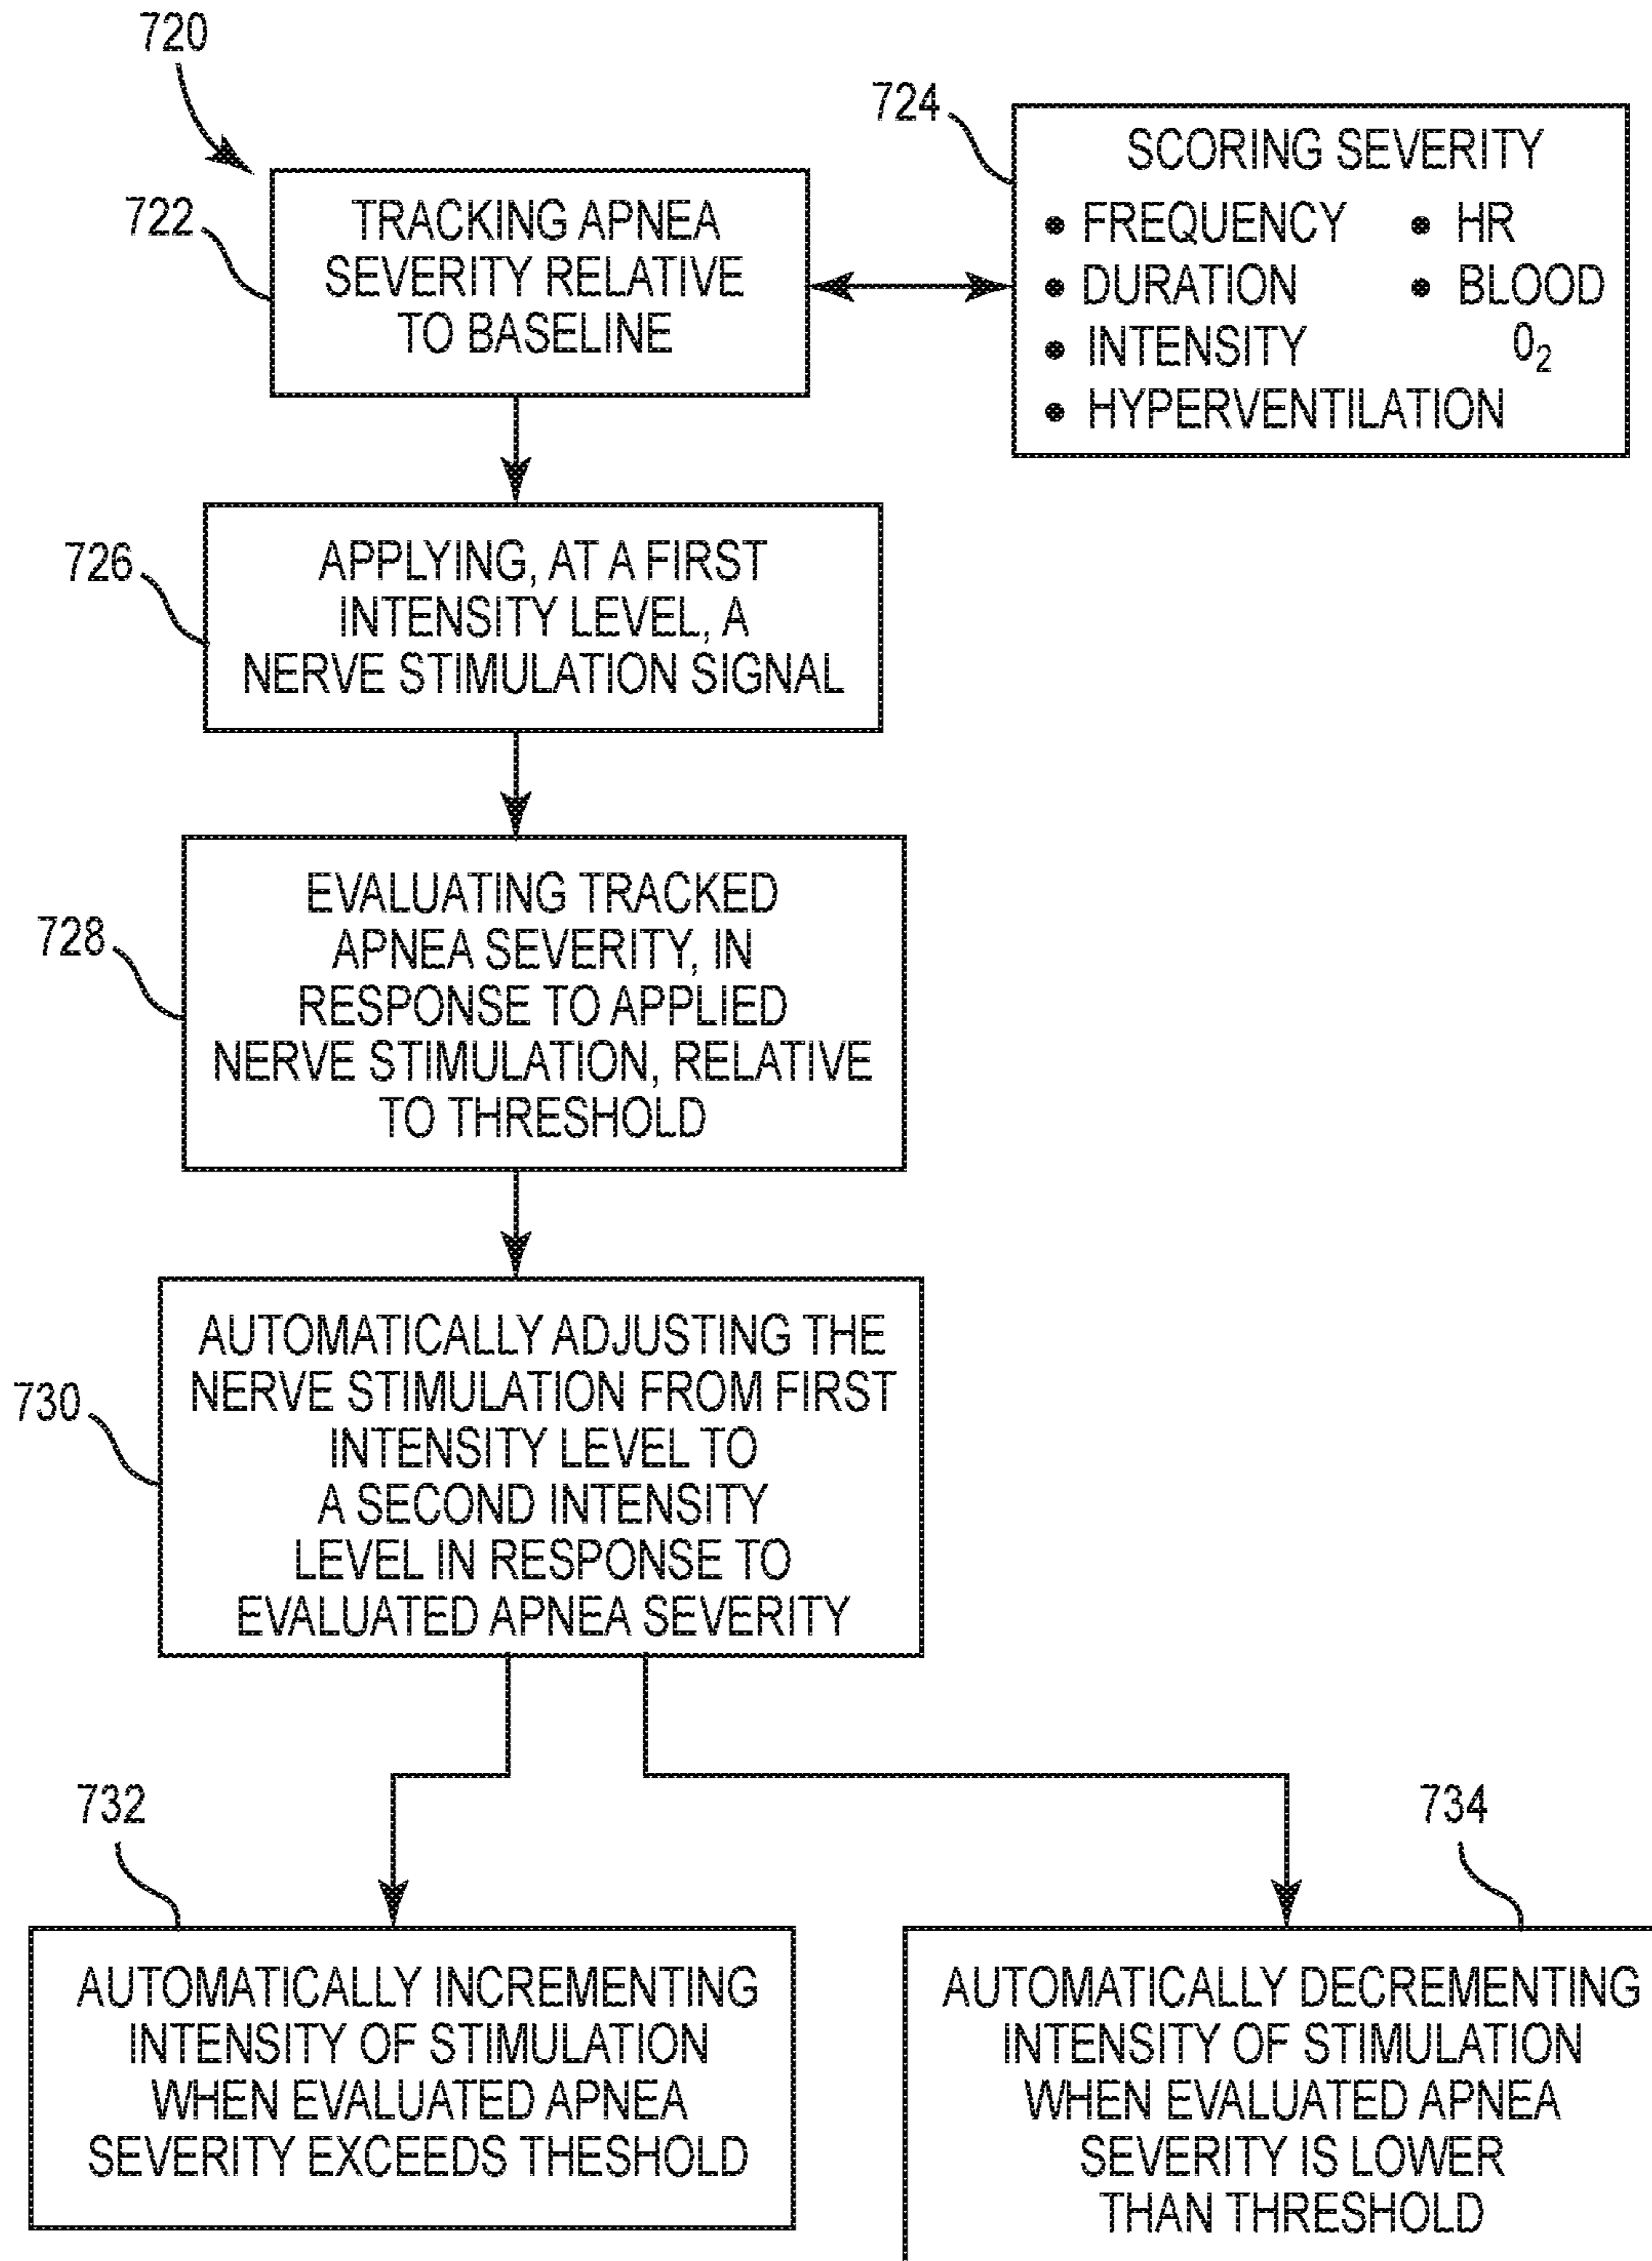 720
724
SCORING SEVERITY
• FREQUENCY • HR
• DURATION • BLOOD
• INTENSITY O₂
• HYPERVENTILATION
722
TRACKING APNEA
SEVERITY RELATIVE
TO BASELINE
726
APPLYING, AT A FIRST
INTENSITY LEVEL, A
NERVE STIMULATION SIGNAL
728
EVALUATING TRACKED
APNEA SEVERITY, IN
RESPONSE TO APPLIED
NERVE STIMULATION, RELATIVE
TO THRESHOLD
730
AUTOMATICALLY ADJUSTING THE
NERVE STIMULATION FROM FIRST
INTENSITY LEVEL TO
A SECOND INTENSITY
LEVEL IN RESPONSE TO
EVALUATED APNEA SEVERITY
732
AUTOMATICALLY INCREMENTING
INTENSITY OF STIMULATION
WHEN EVALUATED APNEA
SEVERITY EXCEEDS THESHOLD
734
AUTOMATICALLY DECREMENTING
INTENSITY OF STIMULATION
WHEN EVALUATED APNEA
SEVERITY IS LOWER
THAN THRESHOLD